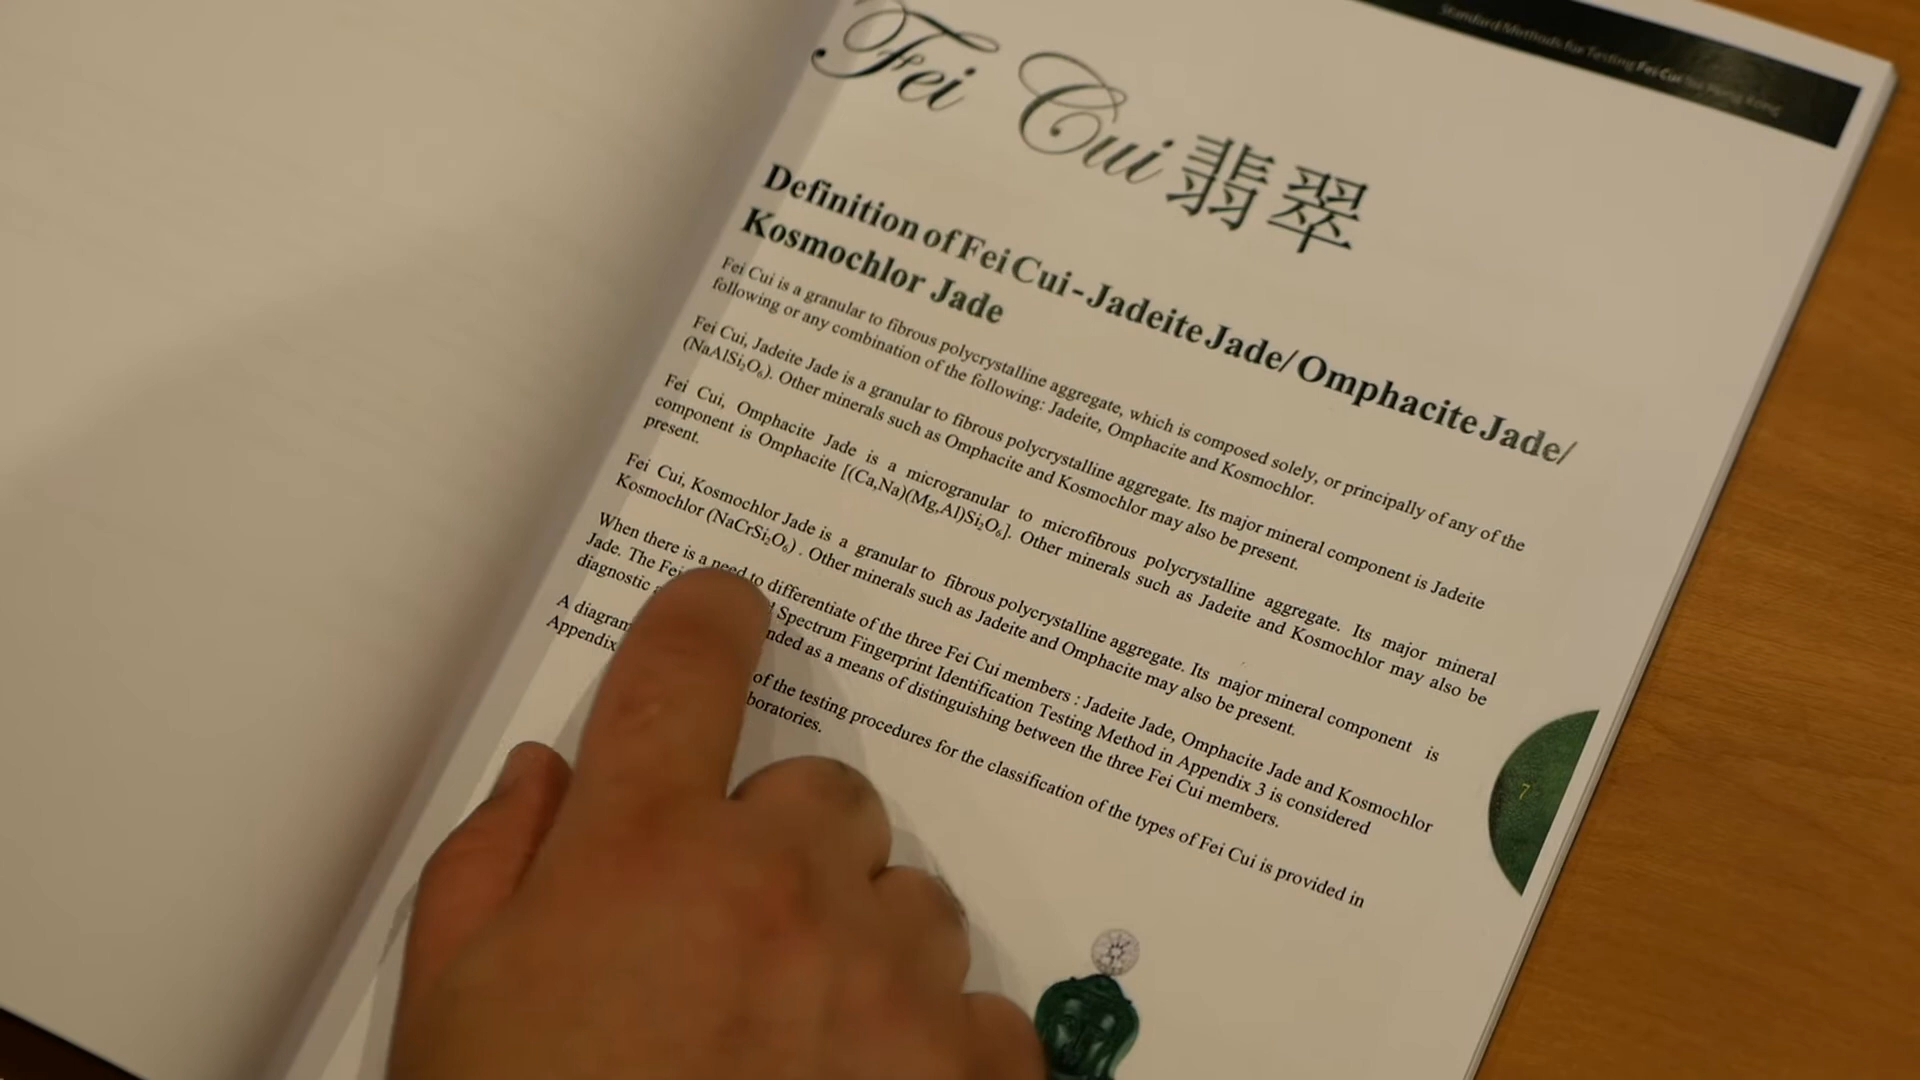 Standard Methods for Testing Fei Cui for Hong Kong
Fei Cui 翡翠
Definition of Fei Cui - Jadeite Jade/ Omphacite Jade/
Kosmochlor Jade
Fei Cui is a granular to fibrous polycrystalline aggregate, which is composed solely, or principally of any of the
following or any combination of the following: Jadeite, Omphacite and Kosmochlor.
Fei Cui, Jadeite Jade is a granular to fibrous polycrystalline aggregate. Its major mineral component is Jadeite
(NaAlSi₂O₆). Other minerals such as Omphacite and Kosmochlor may also be present.
Fei Cui, Omphacite Jade is a microgranular to microfibrous polycrystalline aggregate. Its major mineral
component is Omphacite [(Ca,Na)(Mg,Al)Si₂O₆]. Other minerals such as Jadeite and Kosmochlor may also be
present.
Fei Cui, Kosmochlor Jade is a granular to fibrous polycrystalline aggregate. Its major mineral component is
Kosmochlor (NaCrSi₂O₆) . Other minerals such as Jadeite and Omphacite may also be present.
When there is a need to differentiate of the three Fei Cui members : Jadeite Jade, Omphacite Jade and Kosmochlor
Jade. The Fei Spectrum Fingerprint Identification Testing Method in Appendix 3 is considered
diagnostic as a means of distinguishing between the three Fei Cui members.
A diagram of the testing procedures for the classification of the types of Fei Cui is provided in
Appendix
7